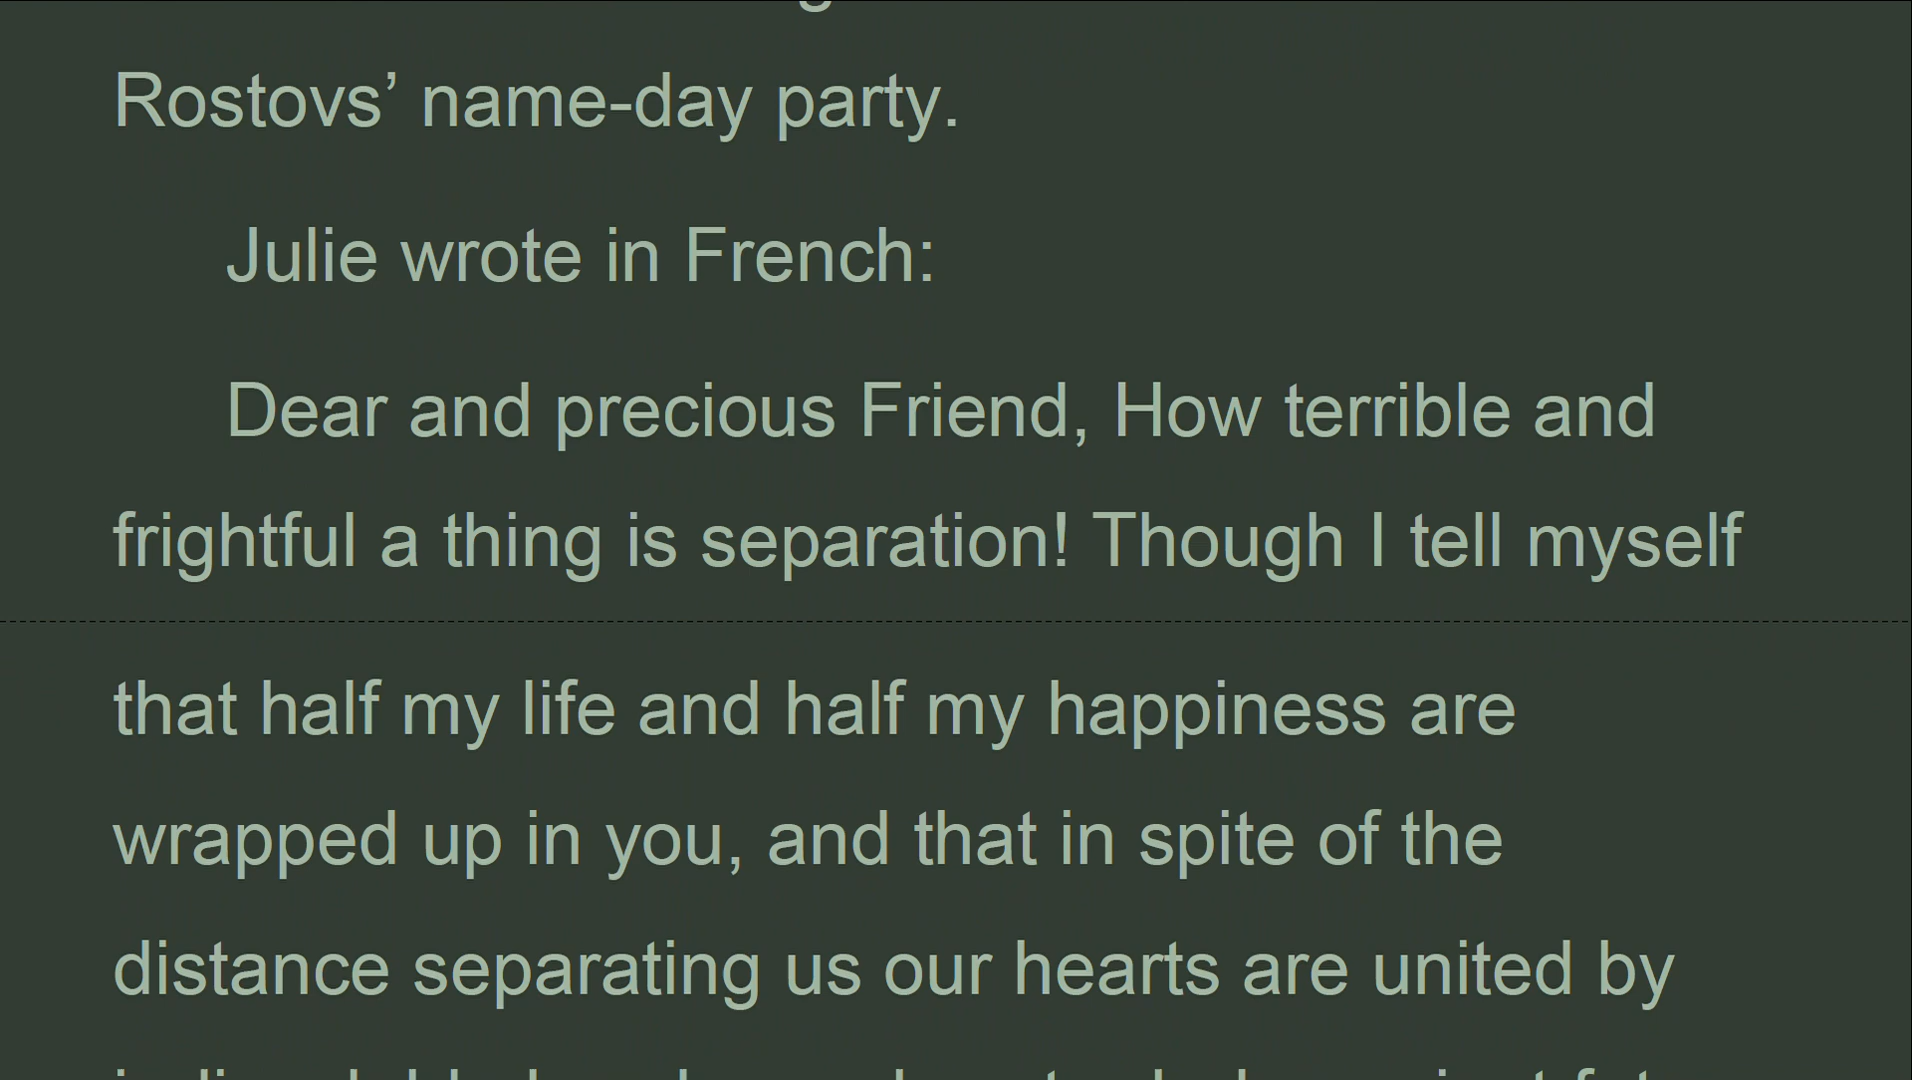 Rostovs’ name-day party.
Julie wrote in French:
Dear and precious Friend, How terrible and
frightful a thing is separation! Though I tell myself
that half my life and half my happiness are
wrapped up in you, and that in spite of the
distance separating us our hearts are united by